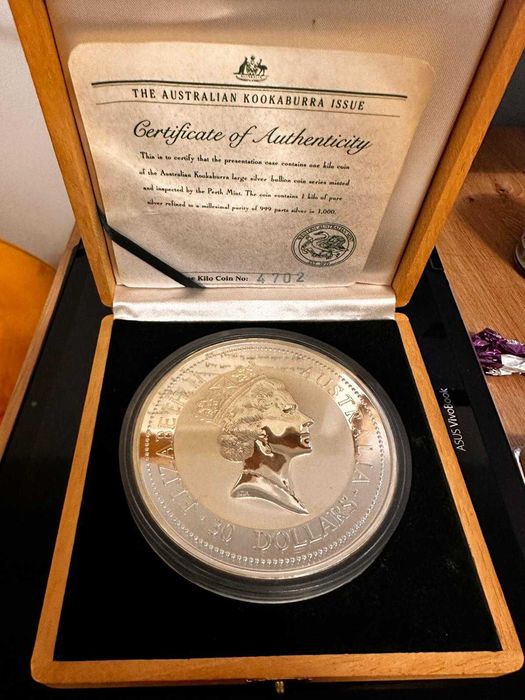 THE AUSTRALIAN KOOKABURRA ISSUE
Certificate of Authenticity
This is to certify that the presentation case contains one kilo coin
of the Australian Kookaburra large silver bullion coin series minted
and inspected by the Perth Mint. The coin contains 1 kilo of pure
silver refined to a millesimal purity of 999 parts silver in 1,000.
Kilo Coin No: 4702
ELIZABETH II AUSTRALIA
30 DOLLARS
ASUS VivoBook